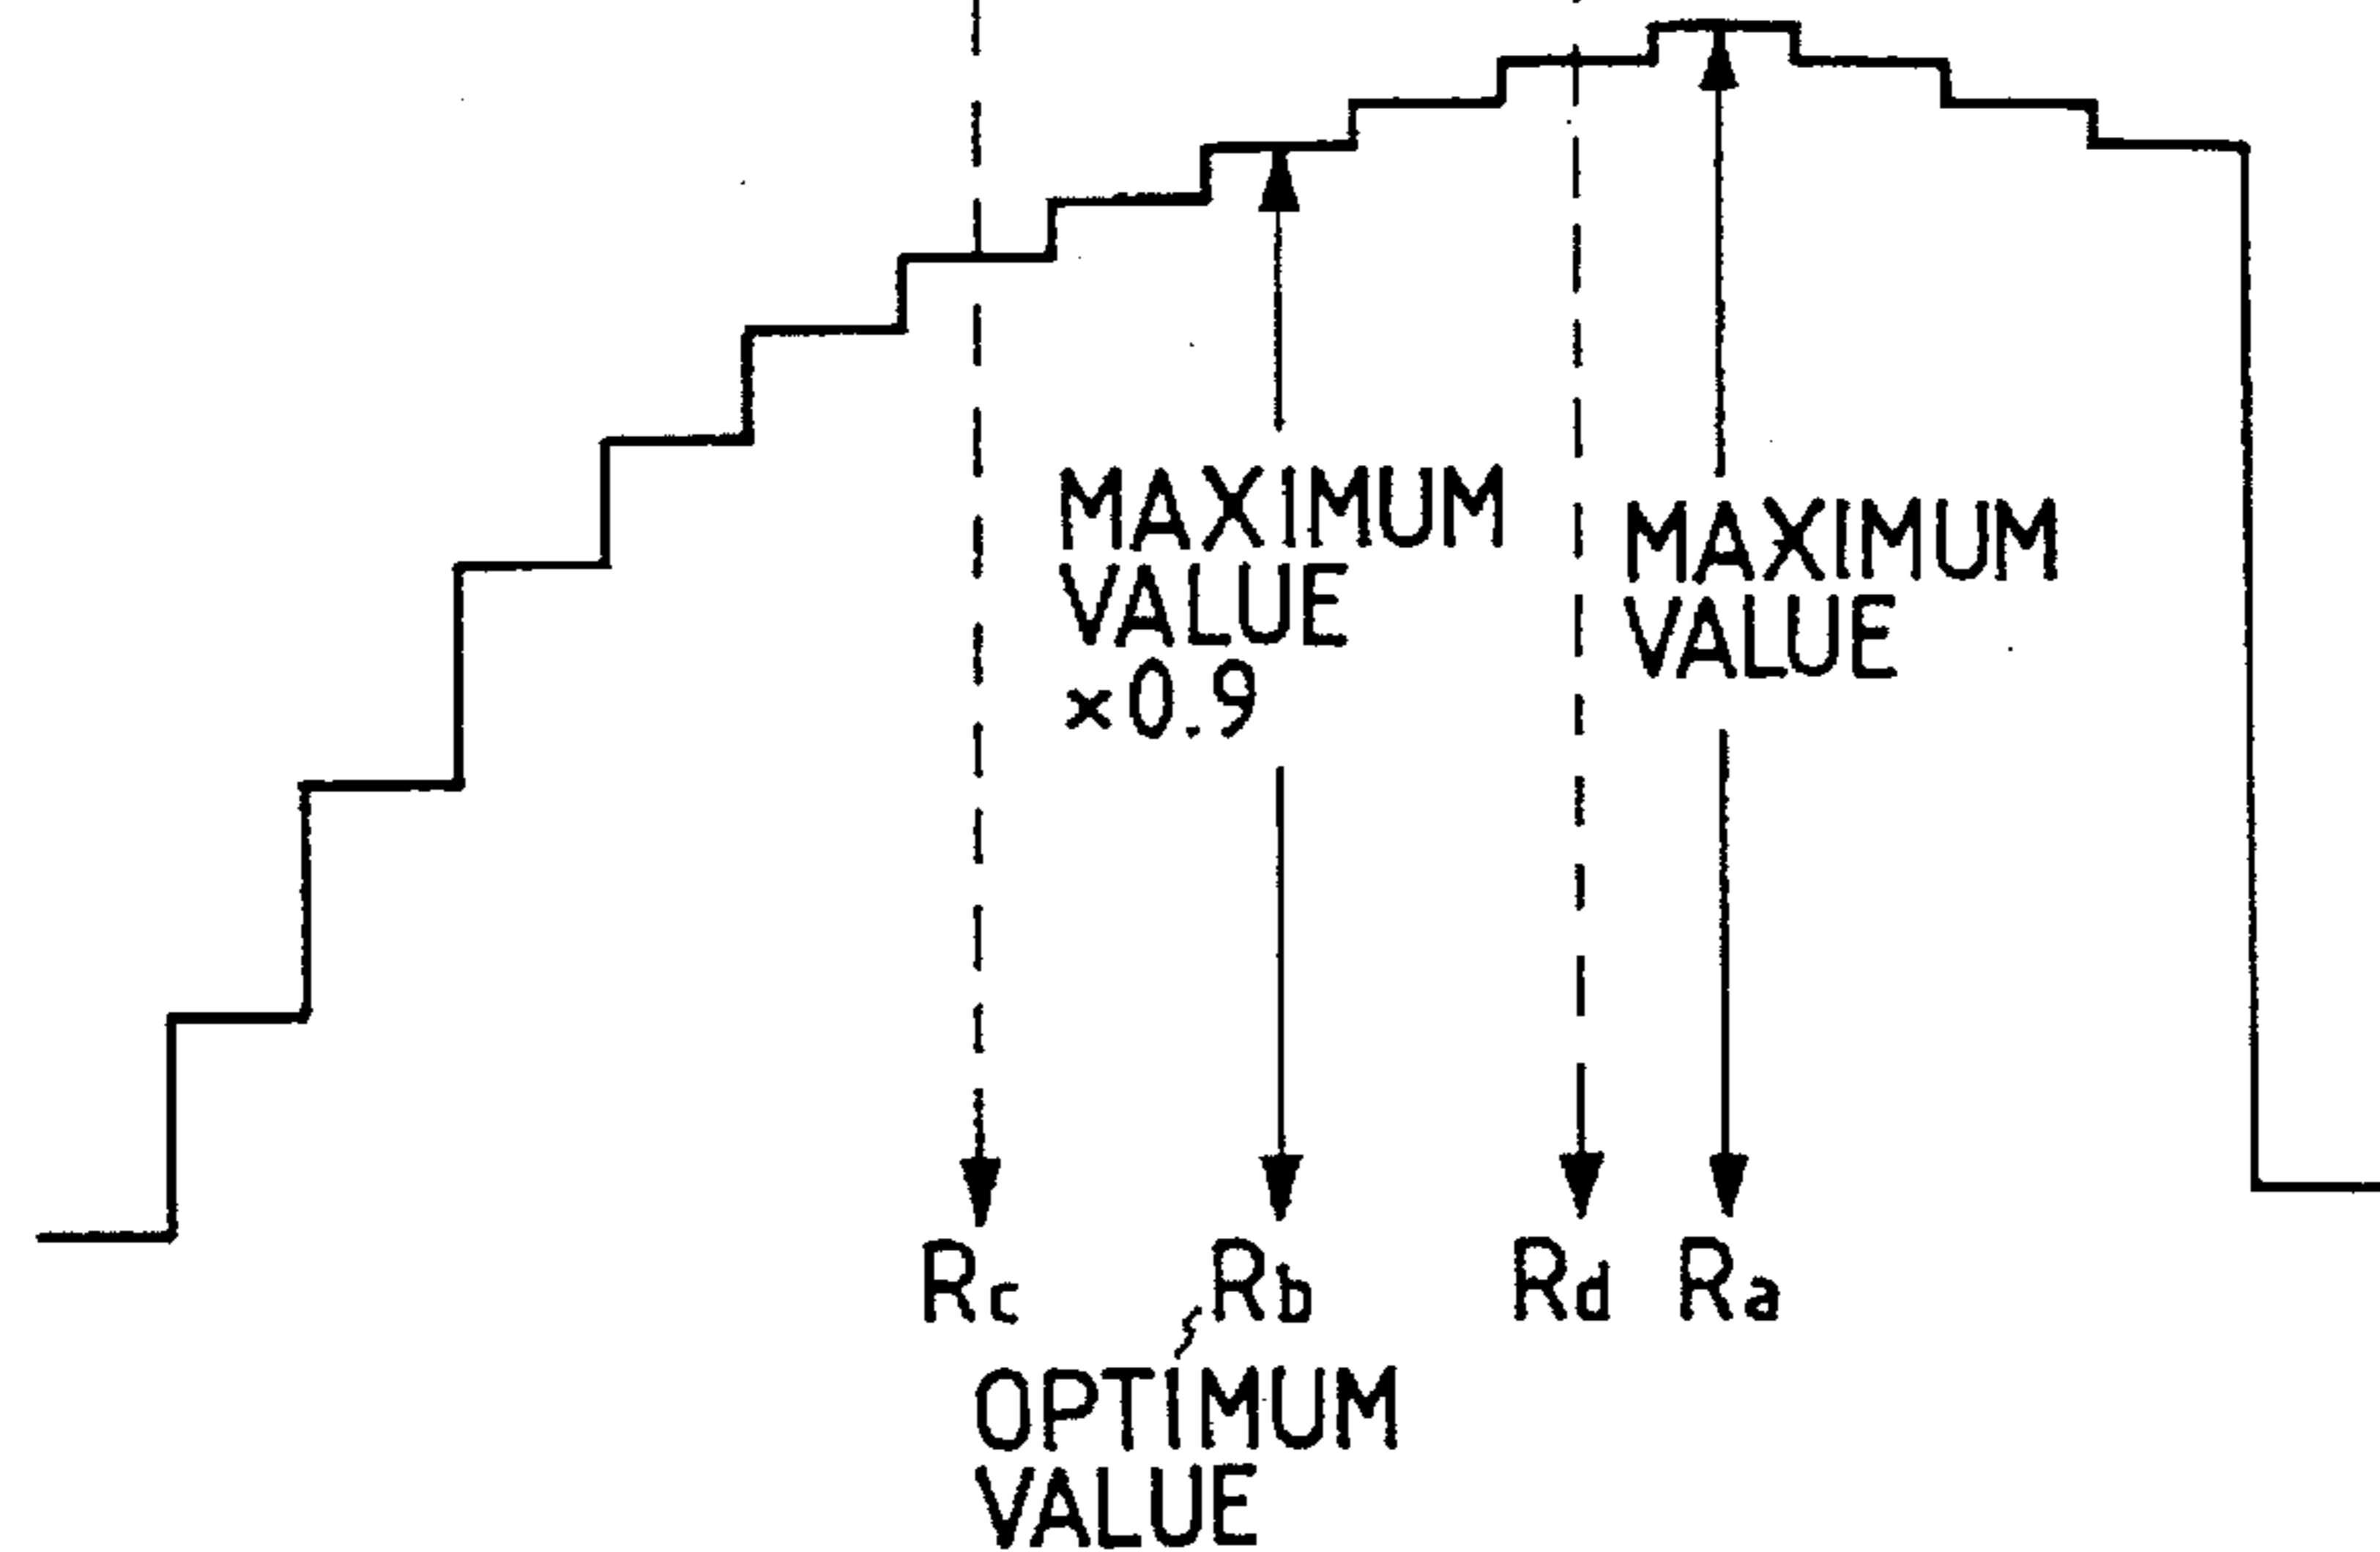 MAXIMUM
VALUE
×0.9
MAXIMUM
VALUE
Rc
Rb
Rd
Ra
OPTIMUM
VALUE